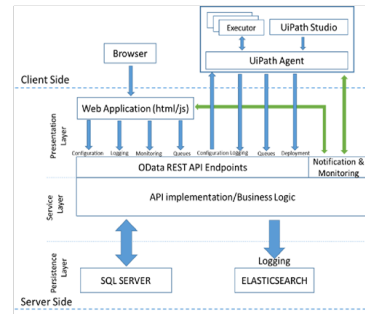 Executor
UiPath Studio
Browser
UiPath Agent
Client Side
Web Application (html/js)
Presentation
Layer
Configuration
Logging
Monitoring
Queues
Configuration
Logging
Queues
Deployment
OData REST API Endpoints
Notification &
Monitoring
Service
Layer
API implementation/Business Logic
Persistence
Layer
Logging
SQL SERVER
ELASTICSEARCH
Server Side